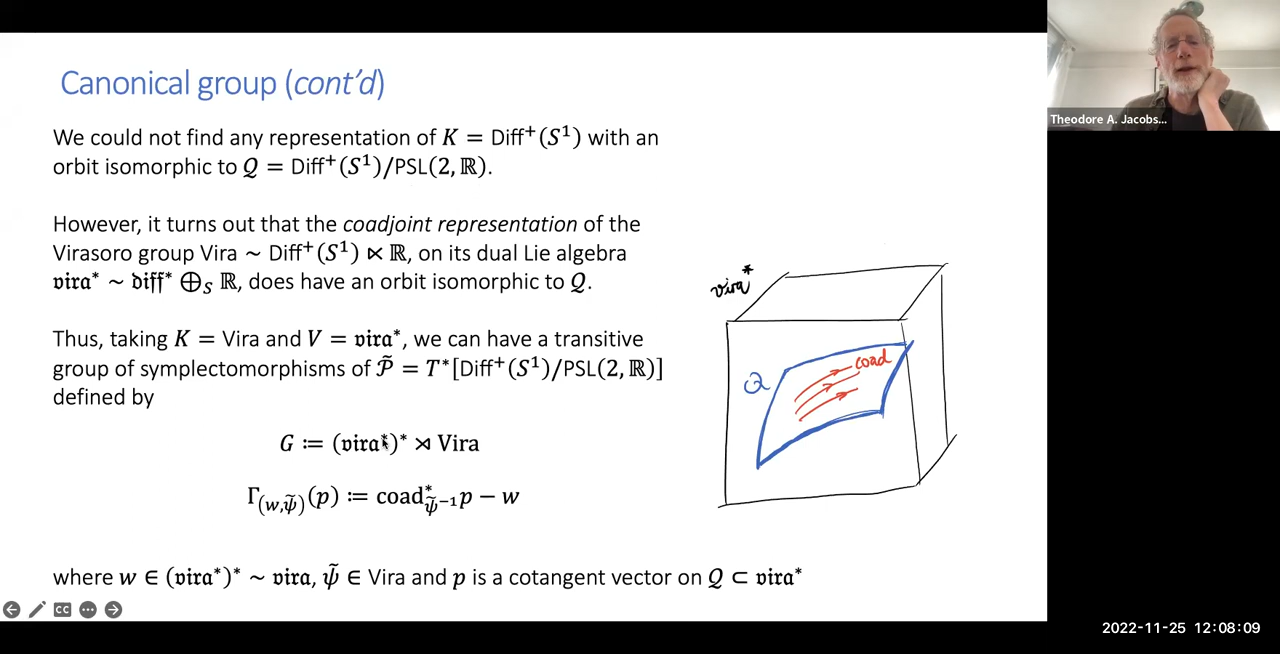 Canonical group (cont'd)
We could not find any representation of K = Diff⁺(S¹) with an
orbit isomorphic to 𝒬 = Diff⁺(S¹)/PSL(2, ℝ).
However, it turns out that the coadjoint representation of the
Virasoro group Vira ~ Diff⁺(S¹) ⋉ ℝ, on its dual Lie algebra
𝔳𝔦𝔯𝔞* ~ 𝔡𝔦𝔣𝔣* ⊕_S ℝ, does have an orbit isomorphic to 𝒬.
Thus, taking K = Vira and V = 𝔳𝔦𝔯𝔞*, we can have a transitive
group of symplectomorphisms of 𝒫̃ = T*[Diff⁺(S¹)/PSL(2, ℝ)]
defined by
G ≔ (𝔳𝔦𝔯𝔞*)* ⋊ Vira
Γ_(w,ψ̃)(p) ≔ coad*_ψ̃⁻¹ p − w
where w ∈ (𝔳𝔦𝔯𝔞*)* ~ 𝔳𝔦𝔯𝔞, ψ̃ ∈ Vira and p is a cotangent vector on 𝒬 ⊂ 𝔳𝔦𝔯𝔞*
vira*
Q
coad
CC
Theodore A. Jacobs...
2022-11-25 12:08:09